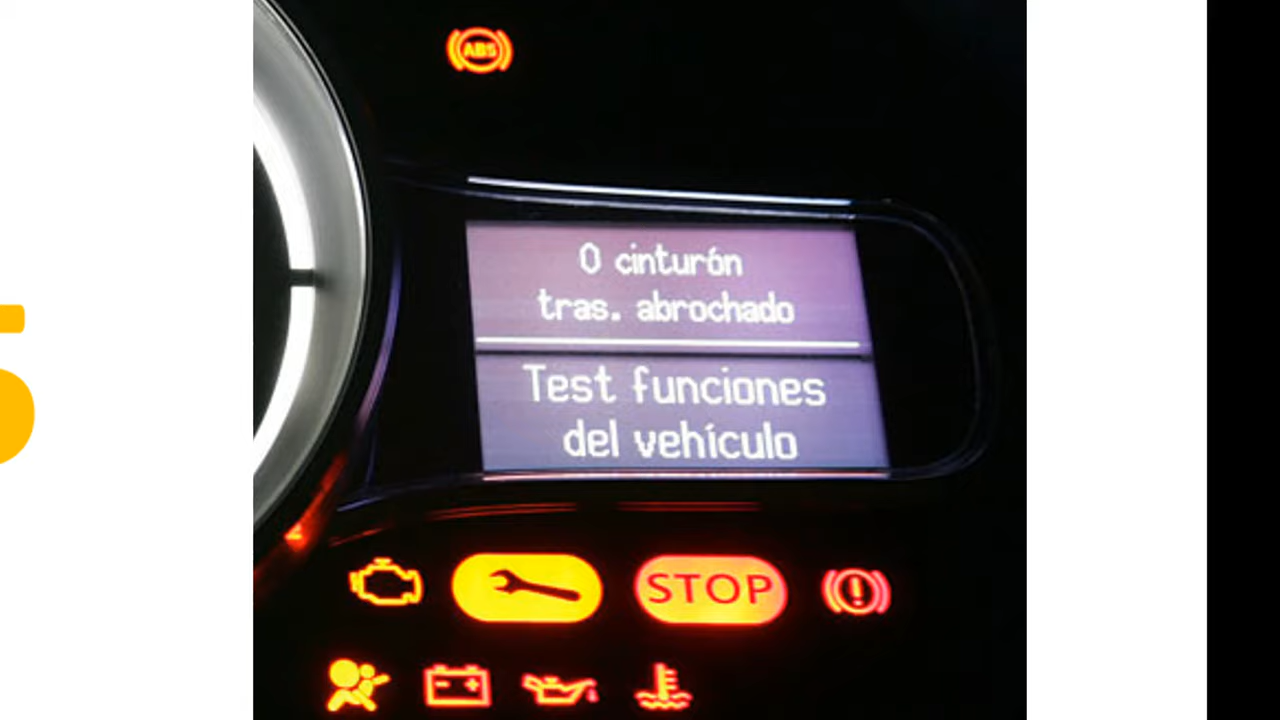 ABS
0 cinturón
tras. abrochado
Test funciones
del vehículo
STOP